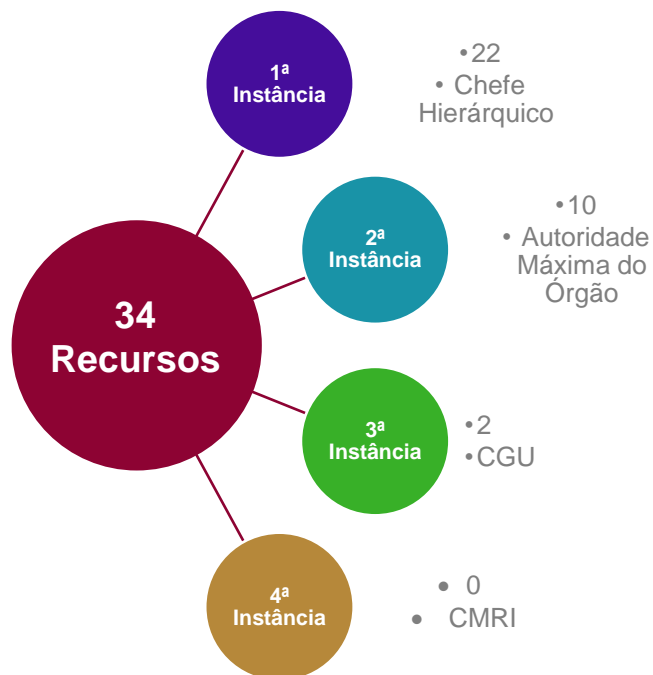 1ª
Instância
•22
• Chefe
Hierárquico
2ª
Instância
•10
• Autoridade
Máxima do
Órgão
34
Recursos
3ª
Instância
•2
•CGU
4ª
Instância
• 0
• CMRI